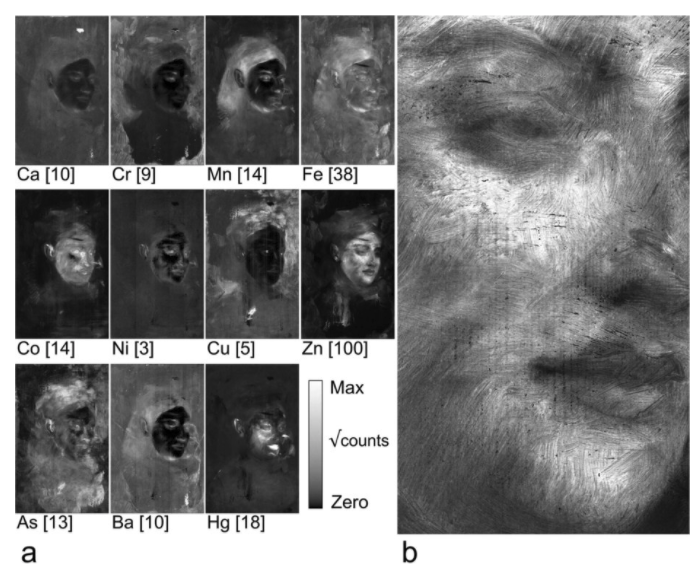 Ca [10] Cr [9] Mn [14] Fe [38]
Co [14] Ni [3] Cu [5] Zn [100]
Max
√counts
Zero
As [13] Ba [10] Hg [18]
a
b